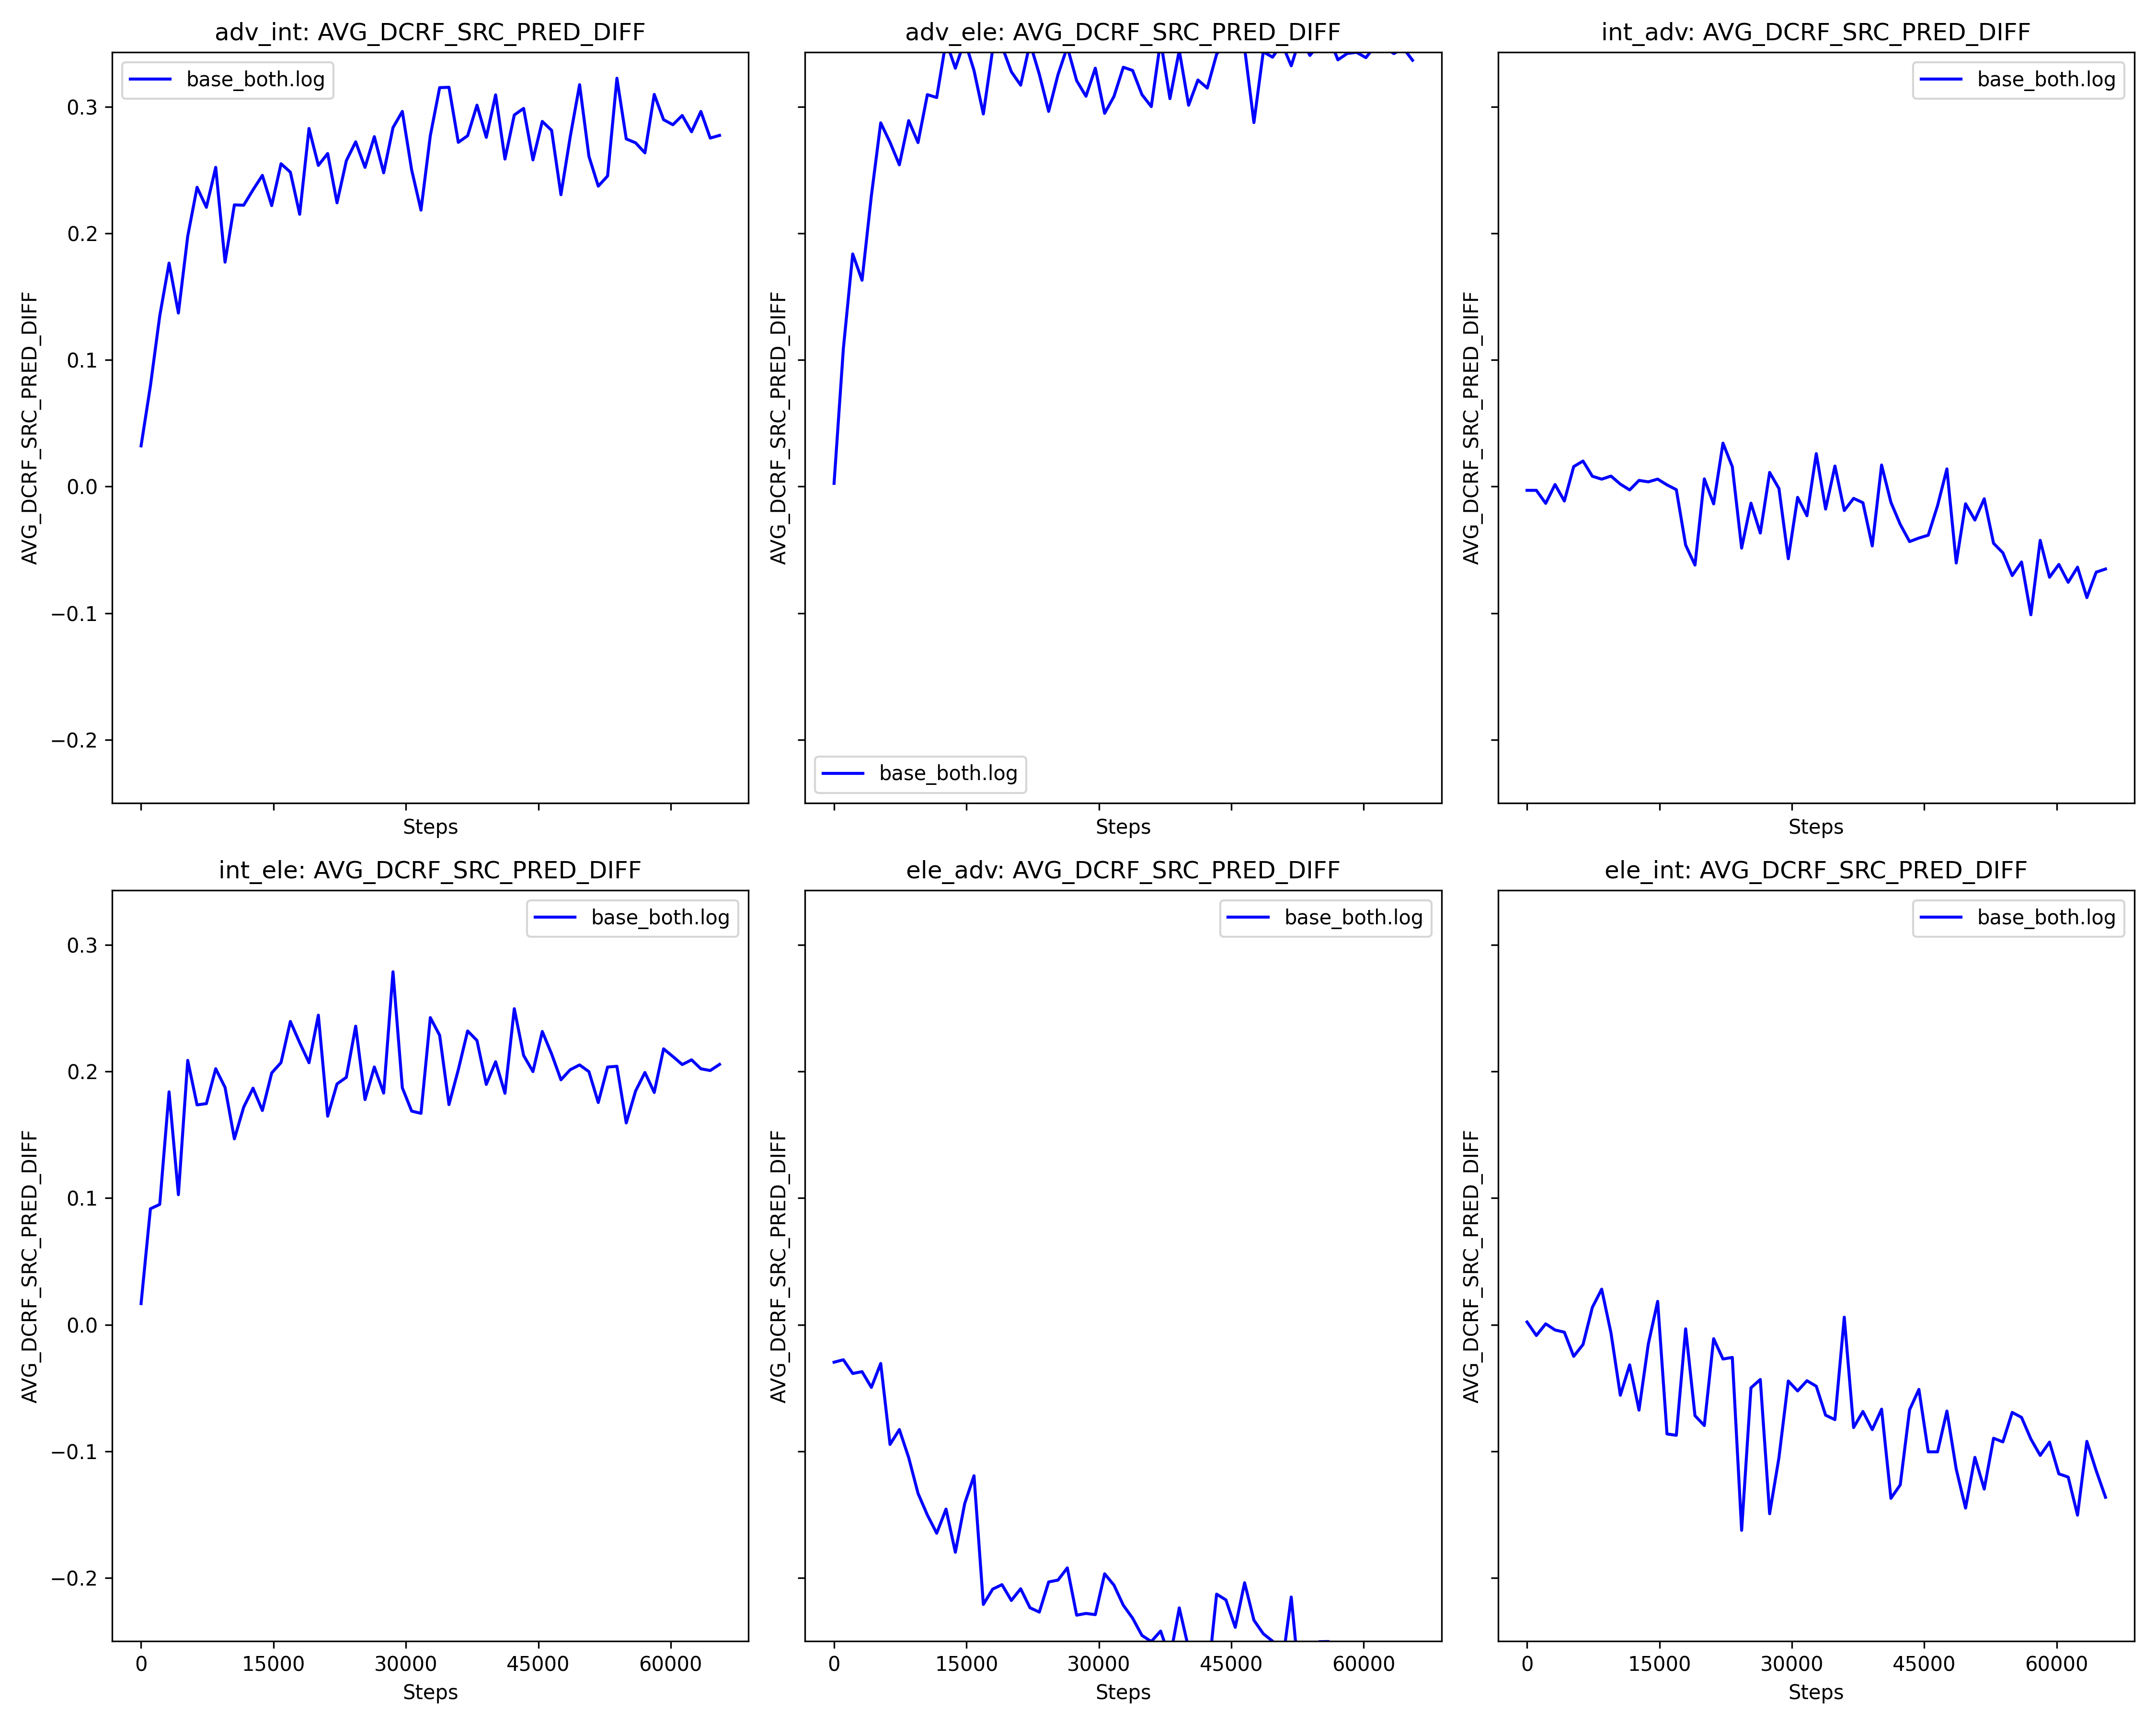 adv_int: AVG_DCRF_SRC_PRED_DIFF
adv_ele: AVG_DCRF_SRC_PRED_DIFF
int_adv: AVG_DCRF_SRC_PRED_DIFF
base_both.log
base_both.log
base_both.log
0.3
0.2
0.1
0.0
−0.1
−0.2
AVG_DCRF_SRC_PRED_DIFF
AVG_DCRF_SRC_PRED_DIFF
AVG_DCRF_SRC_PRED_DIFF
Steps
Steps
Steps
int_ele: AVG_DCRF_SRC_PRED_DIFF
ele_adv: AVG_DCRF_SRC_PRED_DIFF
ele_int: AVG_DCRF_SRC_PRED_DIFF
base_both.log
base_both.log
base_both.log
0.3
0.2
0.1
0.0
−0.1
−0.2
AVG_DCRF_SRC_PRED_DIFF
AVG_DCRF_SRC_PRED_DIFF
AVG_DCRF_SRC_PRED_DIFF
0 15000 30000 45000 60000
0 15000 30000 45000 60000
0 15000 30000 45000 60000
Steps
Steps
Steps